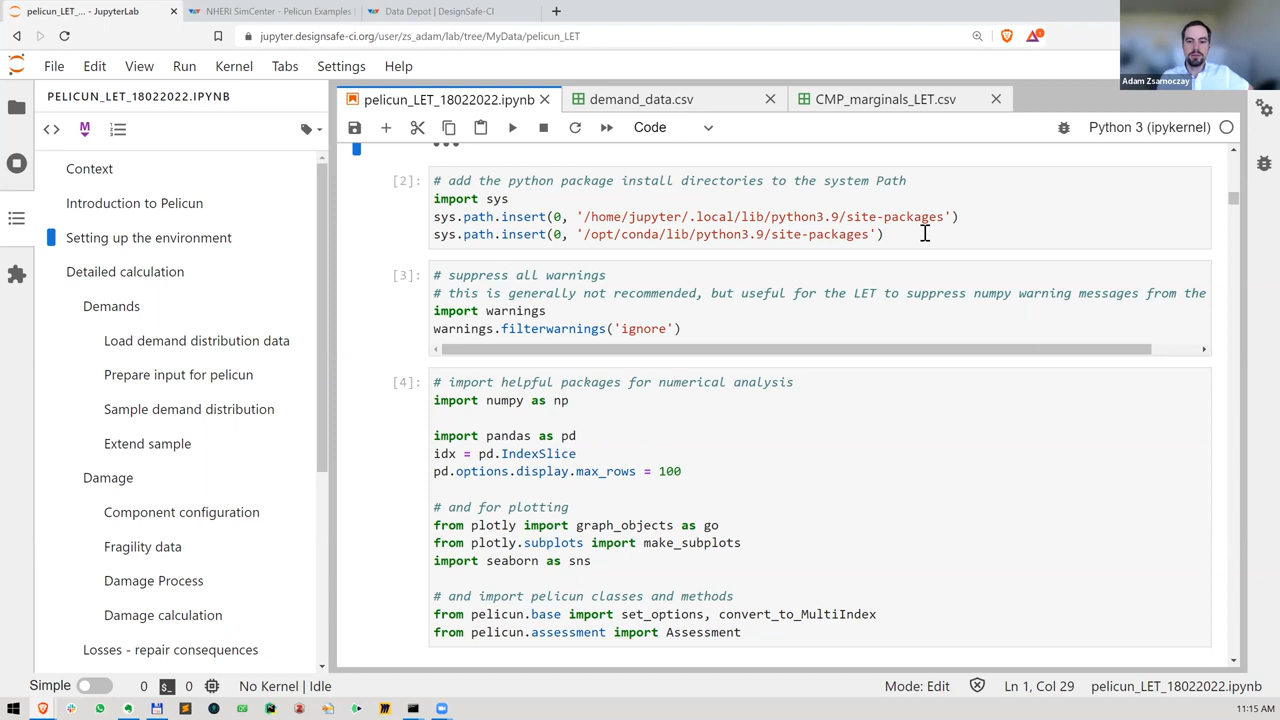 pelicun_LET_... - JupyterLab
NHERI SimCenter - Pelicun Examples
Data Depot | DesignSafe-CI
jupyter.designsafe-ci.org/user/zs_adam/lab/tree/MyData/pelicun_LET
Adam Zsarnoczay
File Edit View Run Kernel Tabs Settings Help
PELICUN_LET_18022022.IPYNB
Context
Introduction to Pelicun
Setting up the environment
Detailed calculation
Demands
Load demand distribution data
Prepare input for pelicun
Sample demand distribution
Extend sample
Damage
Component configuration
Fragility data
Damage Process
Damage calculation
Losses - repair consequences
pelicun_LET_18022022.ipynb
demand_data.csv
CMP_marginals_LET.csv
Code
Python 3 (ipykernel)
[2]:
# add the python package install directories to the system Path
import sys
sys.path.insert(0, '/home/jupyter/.local/lib/python3.9/site-packages')
sys.path.insert(0, '/opt/conda/lib/python3.9/site-packages')
[3]:
# suppress all warnings
# this is generally not recommended, but useful for the LET to suppress numpy warning messages from the
import warnings
warnings.filterwarnings('ignore')
[4]:
# import helpful packages for numerical analysis
import numpy as np
import pandas as pd
idx = pd.IndexSlice
pd.options.display.max_rows = 100
# and for plotting
from plotly import graph_objects as go
from plotly.subplots import make_subplots
import seaborn as sns
# and import pelicun classes and methods
from pelicun.base import set_options, convert_to_MultiIndex
from pelicun.assessment import Assessment
Simple 0 0 No Kernel | Idle
Mode: Edit
Ln 1, Col 29
pelicun_LET_18022022.ipynb
11:15 AM